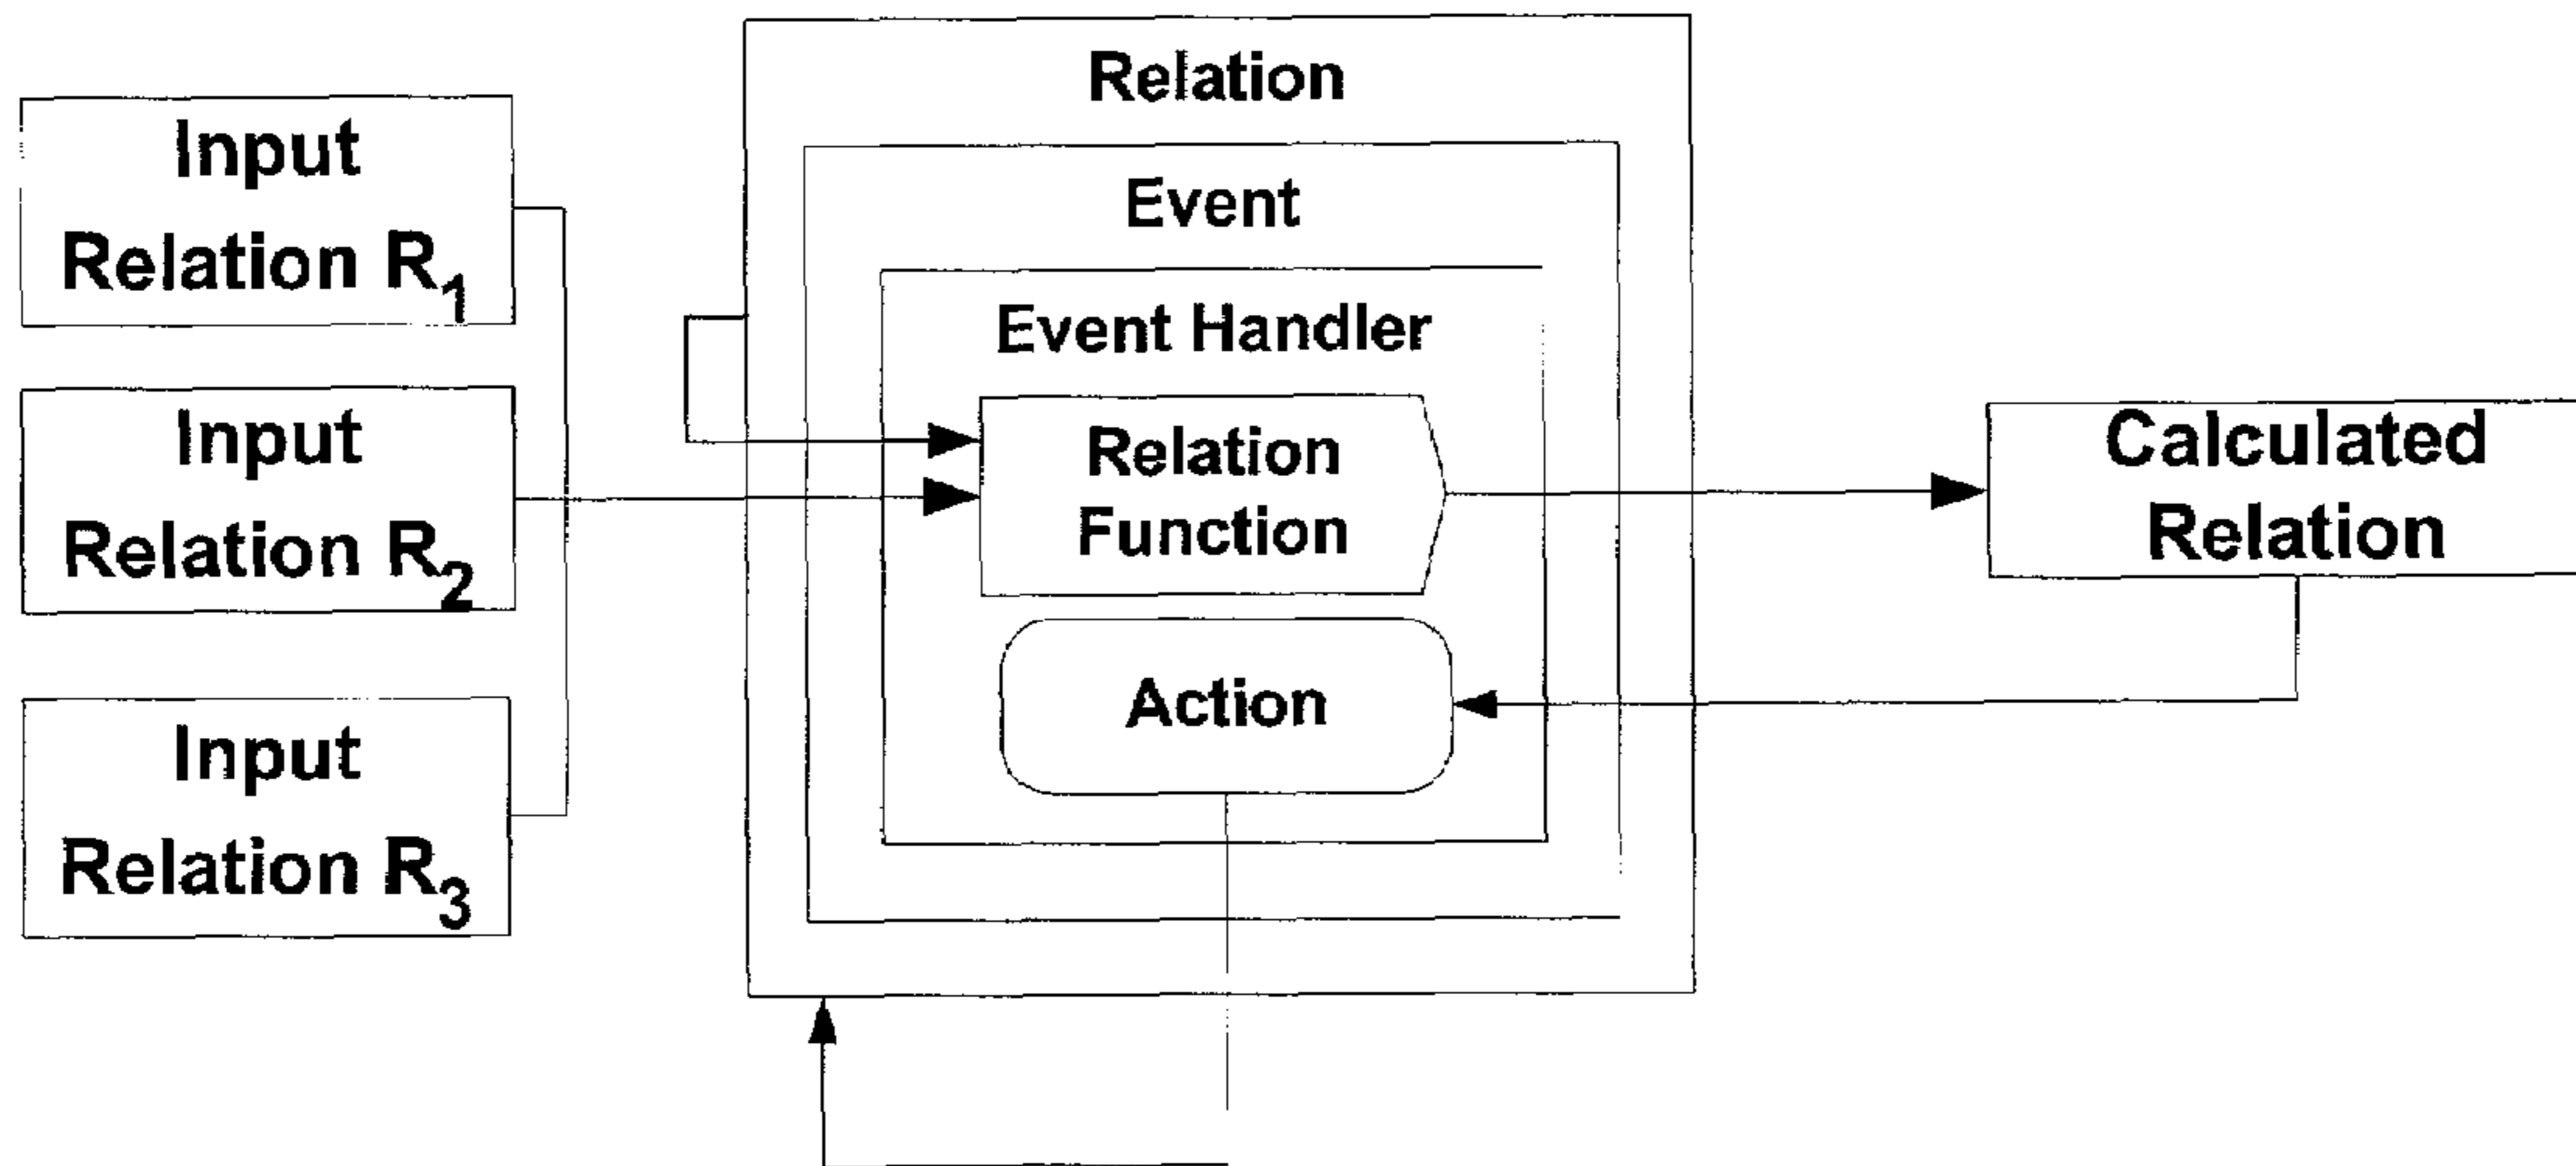 Input
Relation R₁
Input
Relation R₂
Input
Relation R₃
Relation
Event
Event Handler
Relation
Function
Action
Calculated
Relation